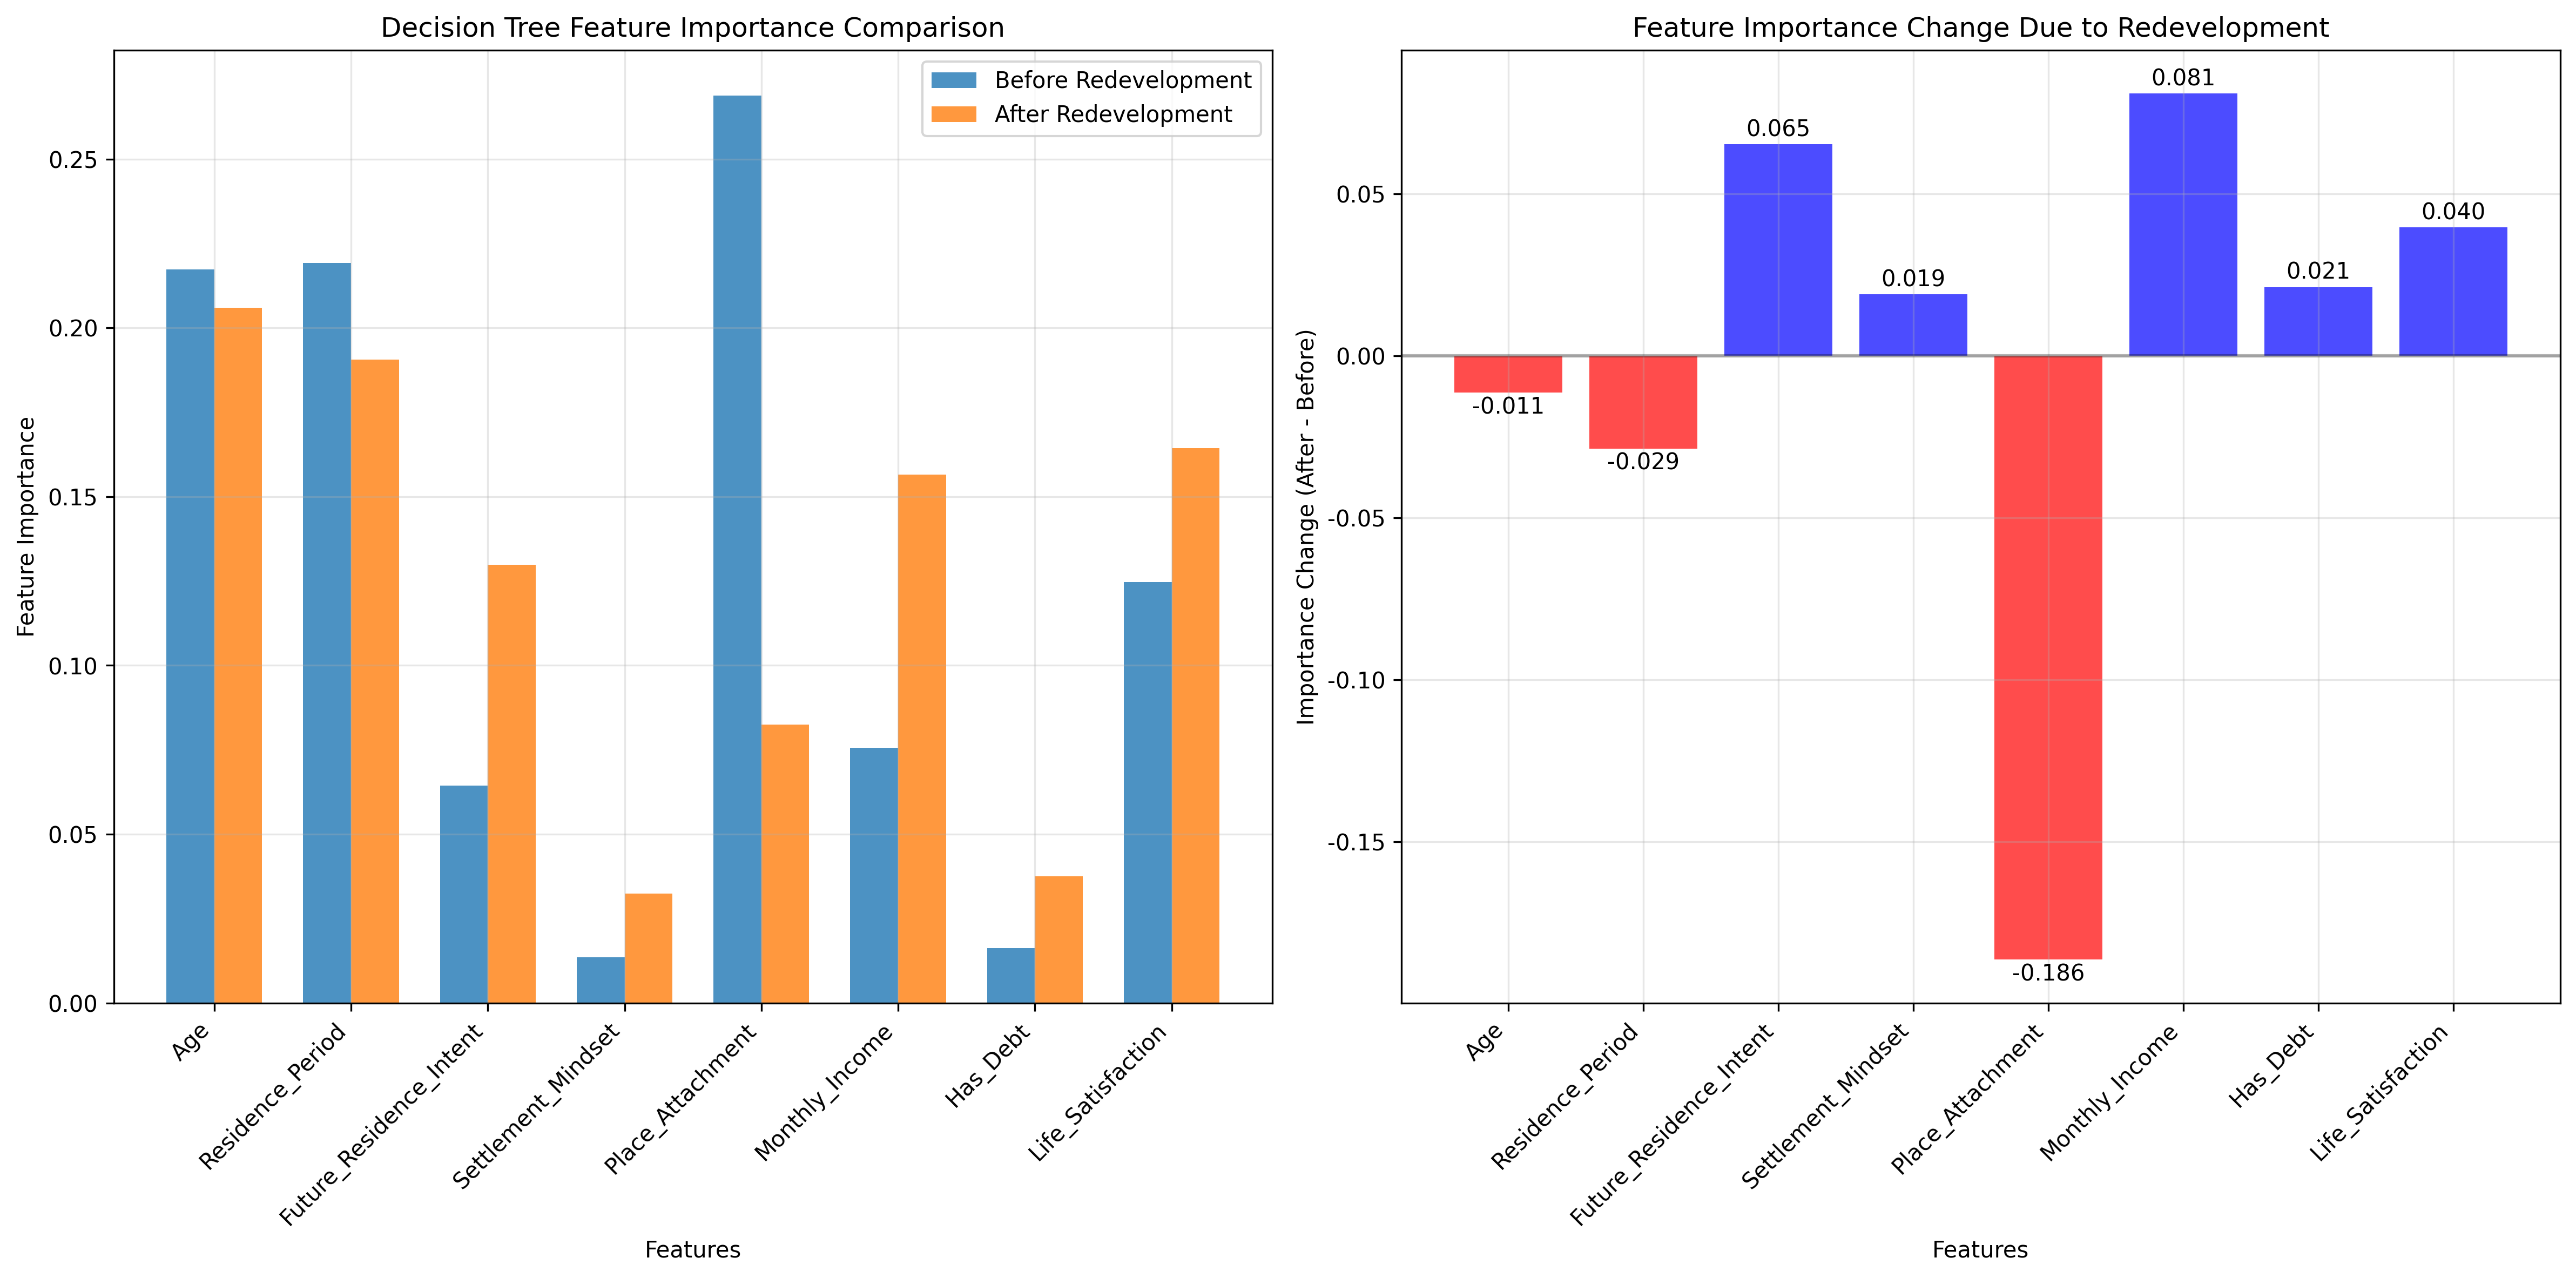 Decision Tree Feature Importance Comparison
Before Redevelopment
After Redevelopment
Feature Importance
0.25
0.20
0.15
0.10
0.05
0.00
Age
Residence_Period
Future_Residence_Intent
Settlement_Mindset
Place_Attachment
Monthly_Income
Has_Debt
Life_Satisfaction
Features
Feature Importance Change Due to Redevelopment
Importance Change (After - Before)
0.05
0.00
-0.05
-0.10
-0.15
-0.011
-0.029
0.065
0.019
-0.186
0.081
0.021
0.040
Age
Residence_Period
Future_Residence_Intent
Settlement_Mindset
Place_Attachment
Monthly_Income
Has_Debt
Life_Satisfaction
Features